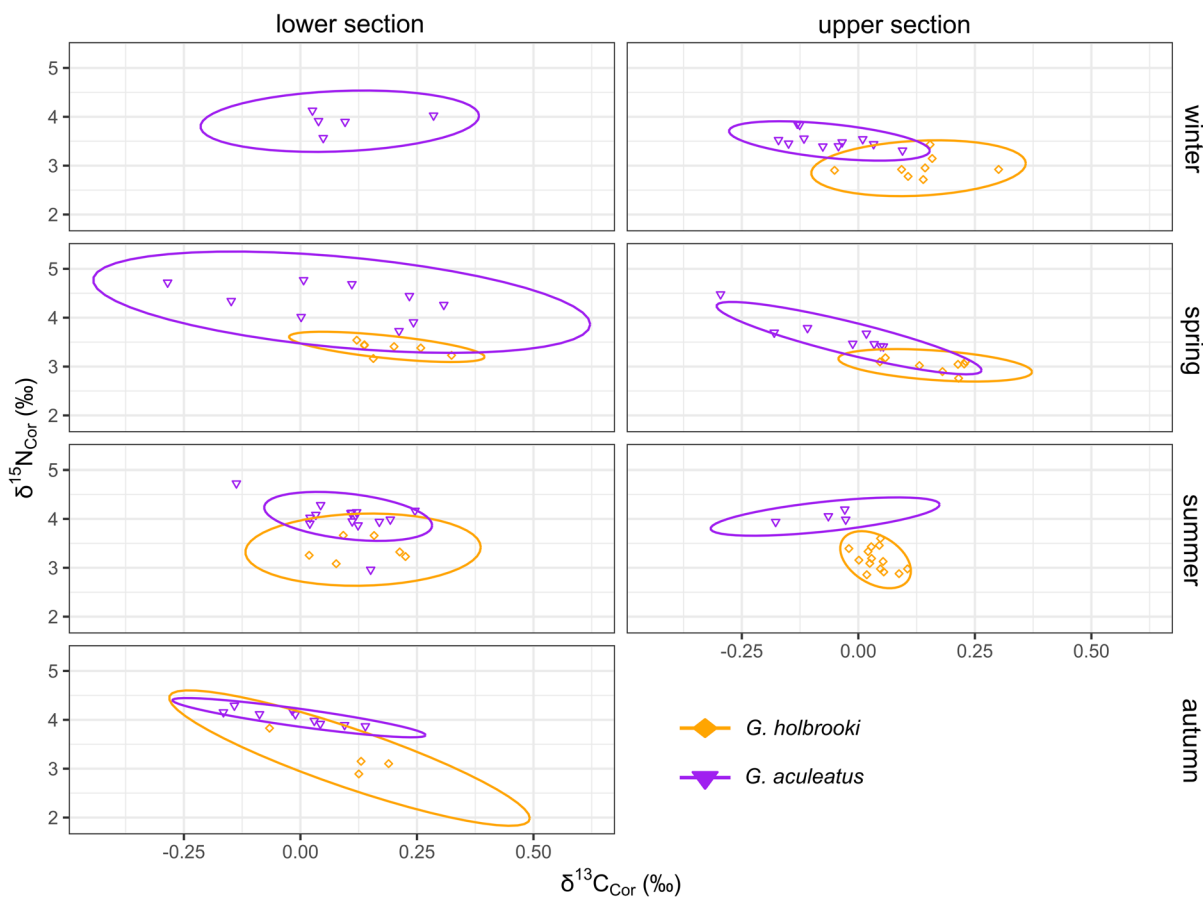 lower section
upper section
5
4
3
2
winter
5
4
3
2
spring
5
4
3
2
summer
-0.25 0.00 0.25 0.50
5
4
3
2
autumn
-0.25 0.00 0.25 0.50
δ15NCor (‰)
δ13CCor (‰)
G. holbrooki
G. aculeatus